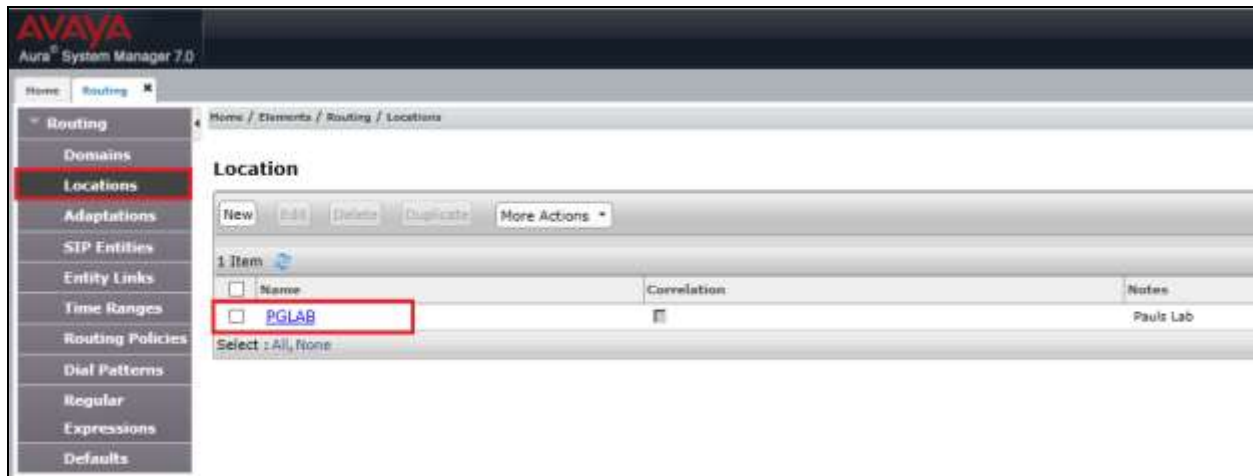 AVAYA
Aura® System Manager 7.0
Home
Routing ✖
Routing
Home / Elements / Routing / Locations
Domains
Locations
Adaptations
SIP Entities
Entity Links
Time Ranges
Routing Policies
Dial Patterns
Regular
Expressions
Defaults
Location
New Edit Delete Duplicate More Actions
1 Item
Name Correlation Notes
PGLAB Pauls Lab
Select : All, None